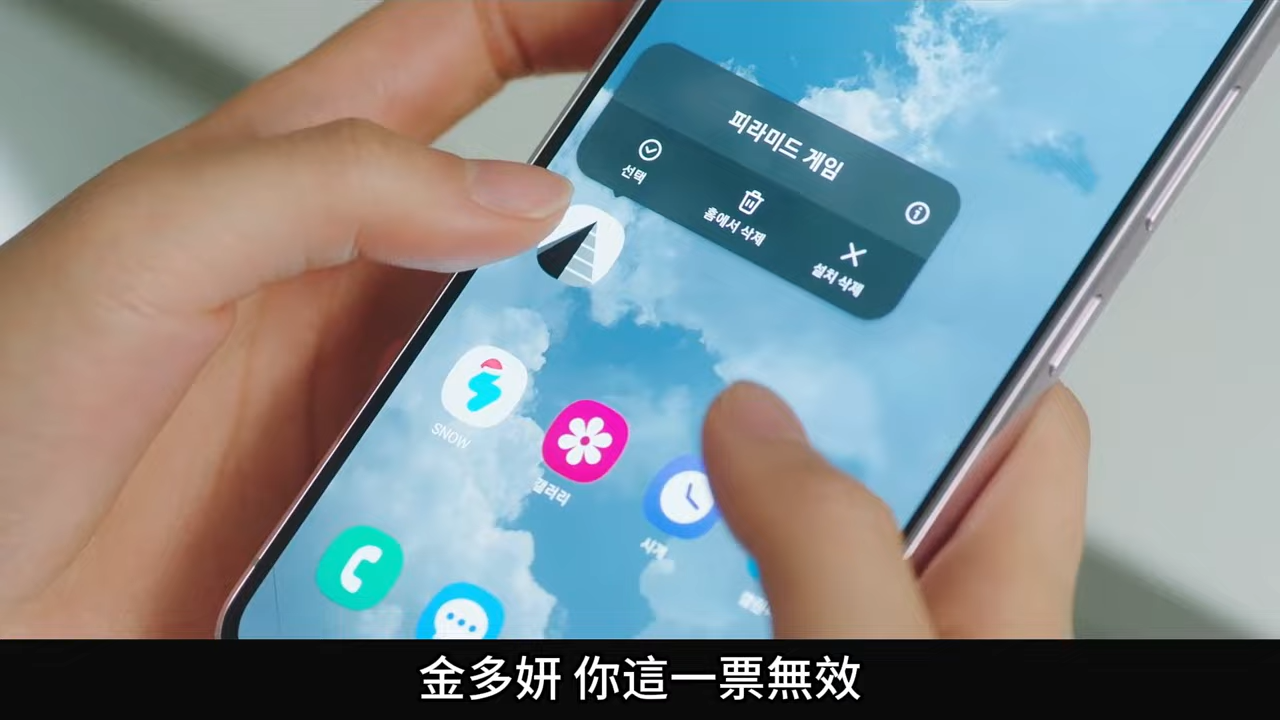 피라미드 게임
선택
홈에서 삭제
설치 삭제
SNOW
갤러리
시계
金多妍 你這一票無效